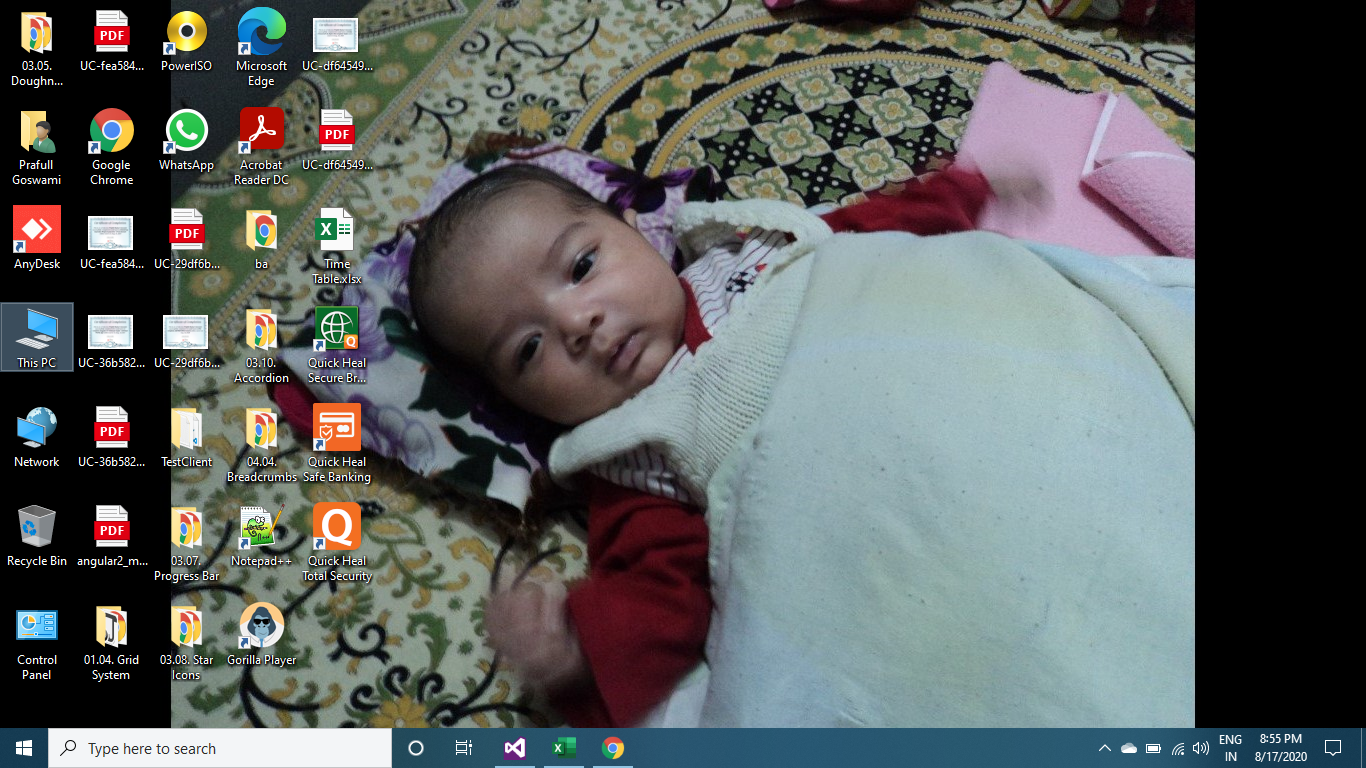 03.05.
Doughn...
UC-fea584...
PowerISO
Microsoft
Edge
UC-df64549...
Prafull
Goswami
Google
Chrome
WhatsApp
Acrobat
Reader DC
PDF
UC-df64549...
AnyDesk
UC-fea584...
PDF
UC-29df6b...
ba
Time
Table.xlsx
This PC
UC-36b582...
UC-29df6b...
03.10.
Accordion
Quick Heal
Secure Br...
Network
PDF
UC-36b582...
TestClient
04.04.
Breadcrumbs
Quick Heal
Safe Banking
Recycle Bin
PDF
angular2_m...
03.07.
Progress Bar
Notepad++
Quick Heal
Total Security
Control
Panel
01.04. Grid
System
03.08. Star
Icons
Gorilla Player
Type here to search
ENG
IN
8:55 PM
8/17/2020